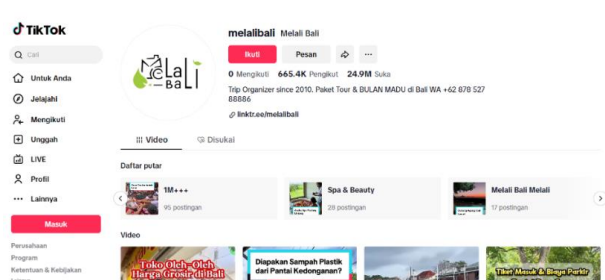 TikTok
melalibali Melali Bali
Cari
Ikuti
Pesan
0 Mengikuti 665.4K Pengikut 24.9M Suka
MeLaLi
BALI
Trip Organizer since 2010. Paket Tour & BULAN MADU di Bali WA +62 878 527
88886
linktr.ee/melalibali
Untuk Anda
Jelajahi
Mengikuti
Unggah
LIVE
Profil
Lainnya
Masuk
Perusahaan
Program
Ketentuan & Kebijakan
Video
Disukai
Daftar putar
1M+++
95 postingan
Spa & Beauty
28 postingan
Melali Bali Melali
17 postingan
Video
Toko Oleh-Oleh
Harga Grosir di Bali
Diapakan Sampah Plastik
dari Pantai Kedonganan?
Tiket Masuk & Biaya Parkir